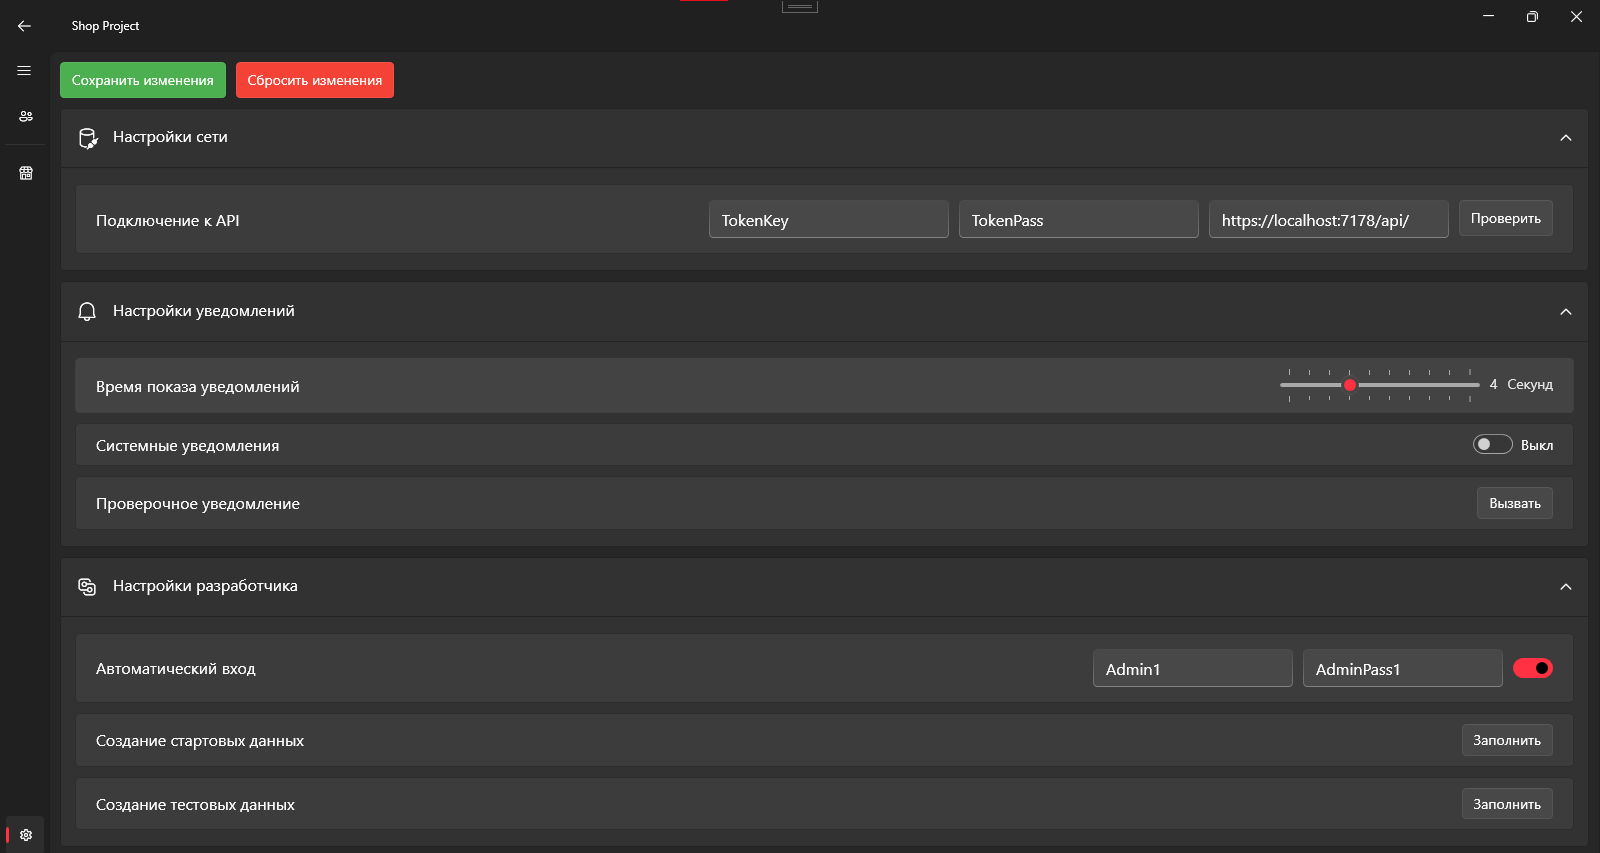 Shop Project
Сохранить изменения
Сбросить изменения
Настройки сети
Подключение к API
TokenKey
TokenPass
https://localhost:7178/api/
Проверить
Настройки уведомлений
Время показа уведомлений
4 Секунд
Системные уведомления
Выкл
Проверочное уведомление
Вызвать
Настройки разработчика
Автоматический вход
Admin1
AdminPass1
Создание стартовых данных
Заполнить
Создание тестовых данных
Заполнить